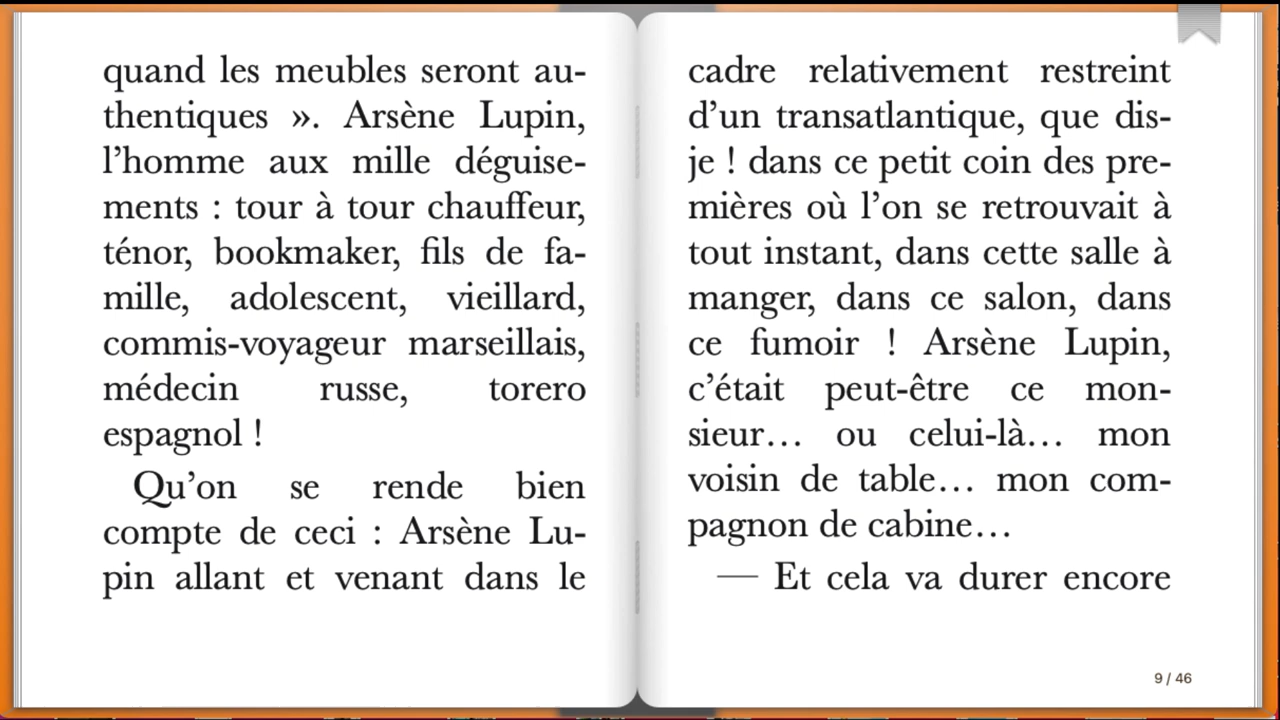 quand les meubles seront au-
thentiques ». Arsène Lupin,
l’homme aux mille déguise-
ments : tour à tour chauffeur,
ténor, bookmaker, fils de fa-
mille, adolescent, vieillard,
commis-voyageur marseillais,
médecin russe, torero
espagnol !
Qu’on se rende bien
compte de ceci : Arsène Lu-
pin allant et venant dans le
cadre relativement restreint
d’un transatlantique, que dis-
je ! dans ce petit coin des pre-
mières où l’on se retrouvait à
tout instant, dans cette salle à
manger, dans ce salon, dans
ce fumoir ! Arsène Lupin,
c’était peut-être ce mon-
sieur… ou celui-là… mon
voisin de table… mon com-
pagnon de cabine…
— Et cela va durer encore
9 / 46